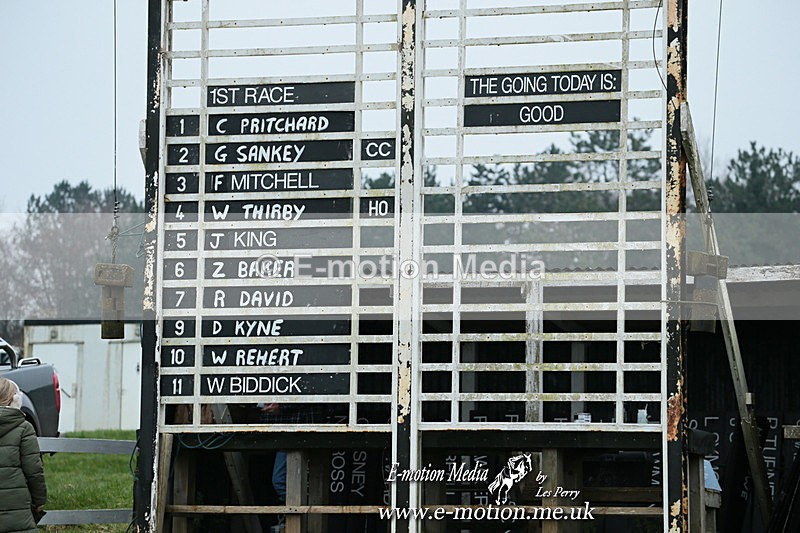 1ST RACE
1 C PRITCHARD
2 G SANKEY CC
3 F MITCHELL
4 W THIRBY HO
5 J KING
6 Z BAKER
7 R DAVID
9 D KYNE
10 W REHERT
11 W BIDDICK
THE GOING TODAY IS:
GOOD
© E-motion Media
SNEY
ROSS
E-motion Media
by
Les Perry
www.e-motion.me.uk